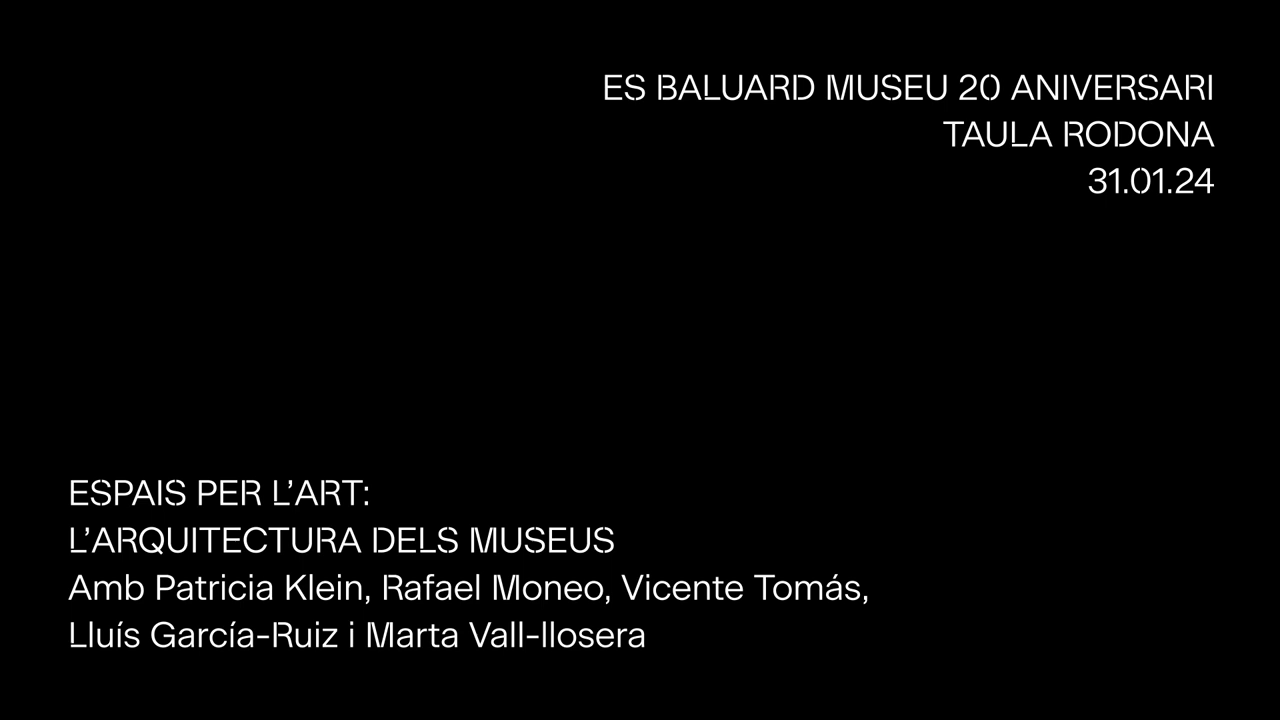 ES BALUARD MUSEU 20 ANIVERSARI
TAULA RODONA
31.01.24
ESPAIS PER L’ART:
L’ARQUITECTURA DELS MUSEUS
Amb Patricia Klein, Rafael Moneo, Vicente Tomás,
Lluís García-Ruiz i Marta Vall-llosera